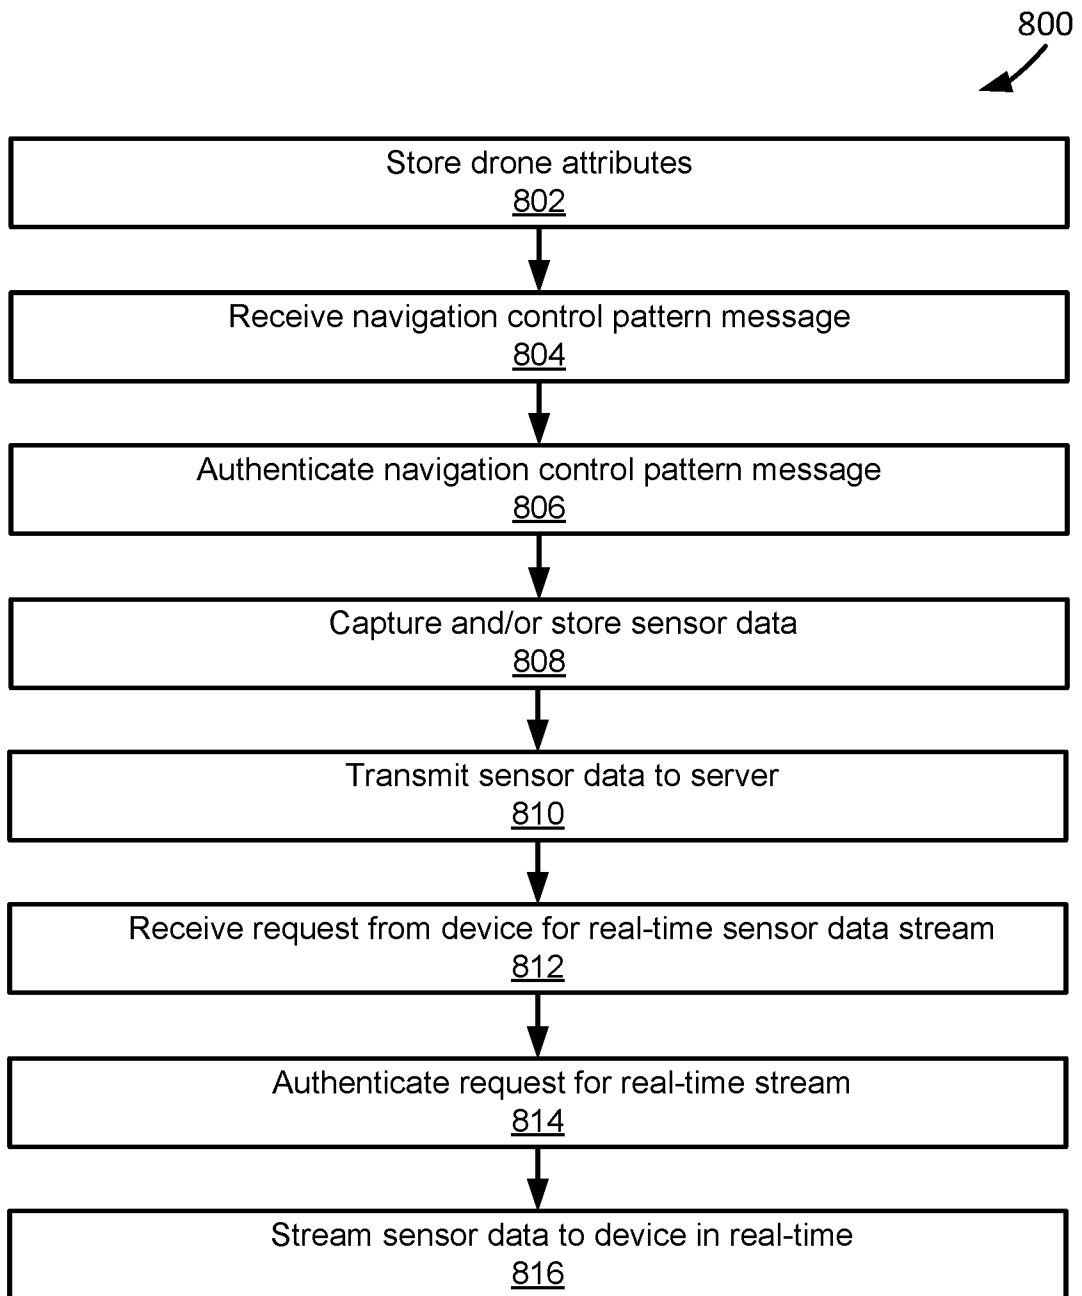 800
Store drone attributes
802
Receive navigation control pattern message
804
Authenticate navigation control pattern message
806
Capture and/or store sensor data
808
Transmit sensor data to server
810
Receive request from device for real-time sensor data stream
812
Authenticate request for real-time stream
814
Stream sensor data to device in real-time
816